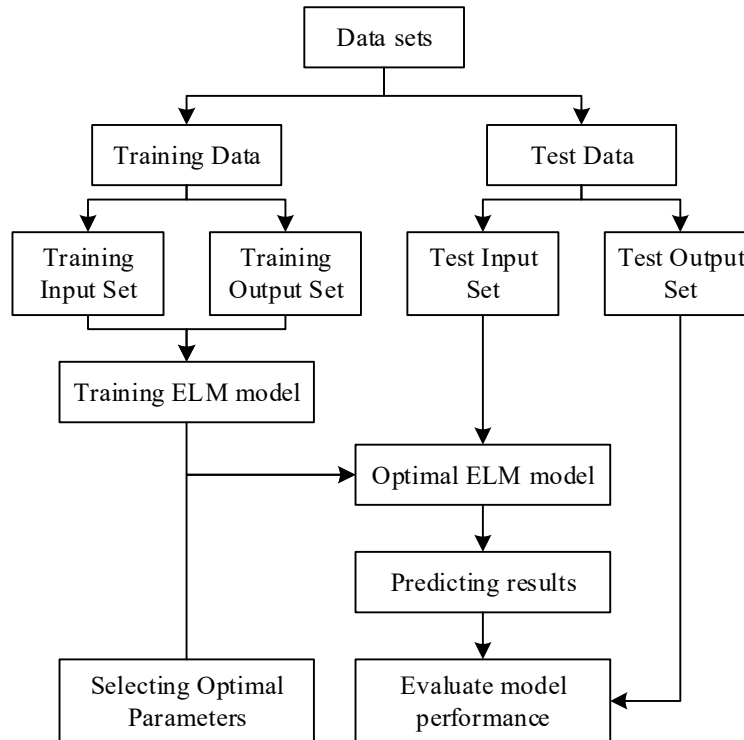 Data sets
Training Data
Test Data
Training
Input Set
Training
Output Set
Test Input
Set
Test Output
Set
Training ELM model
Optimal ELM model
Predicting results
Selecting Optimal
Parameters
Evaluate model
performance